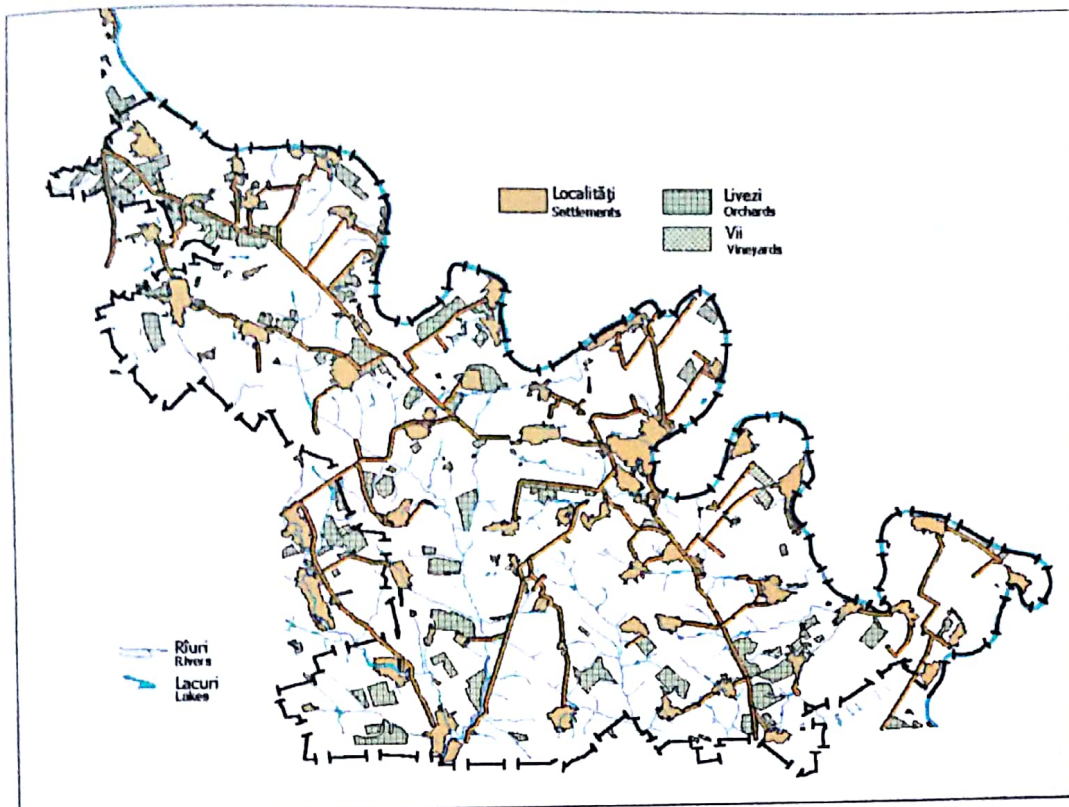 Localități
Settlements
Livezi
Orchards
Vii
Vineyards
Rîuri
Rivers
Lacuri
Lakes